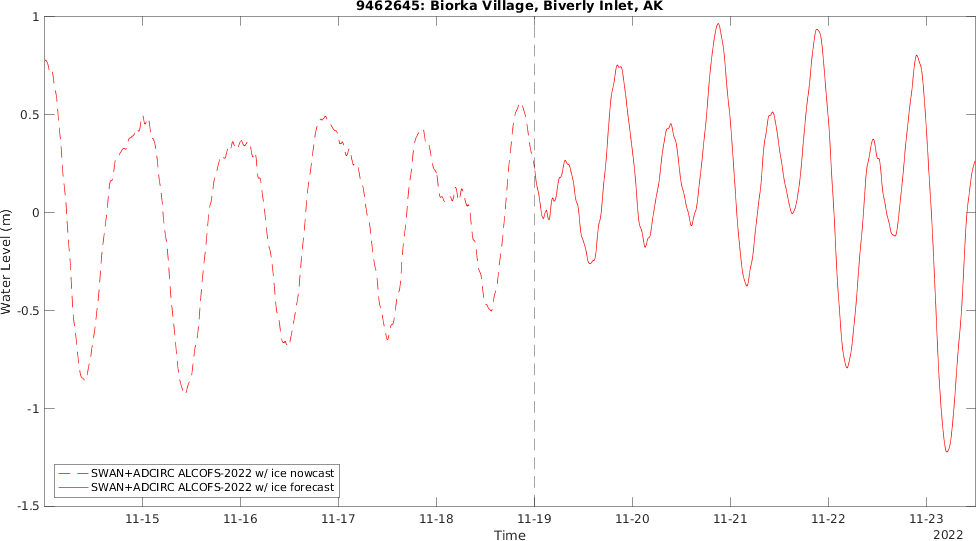 9462645: Biorka Village, Biverly Inlet, AK
Water Level (m)
1
0.5
0
-0.5
-1
-1.5
SWAN+ADCIRC ALCOFS-2022 w/ ice nowcast
SWAN+ADCIRC ALCOFS-2022 w/ ice forecast
11-15 11-16 11-17 11-18 11-19 11-20 11-21 11-22 11-23
Time
2022